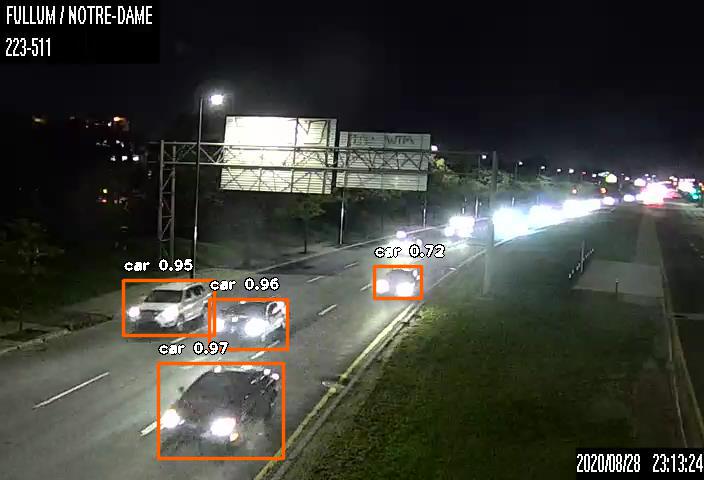 FULLUM / NOTRE-DAME
223-511
car 0.72
car 0.95
car 0.96
car 0.97
2020/08/28 23:13:24